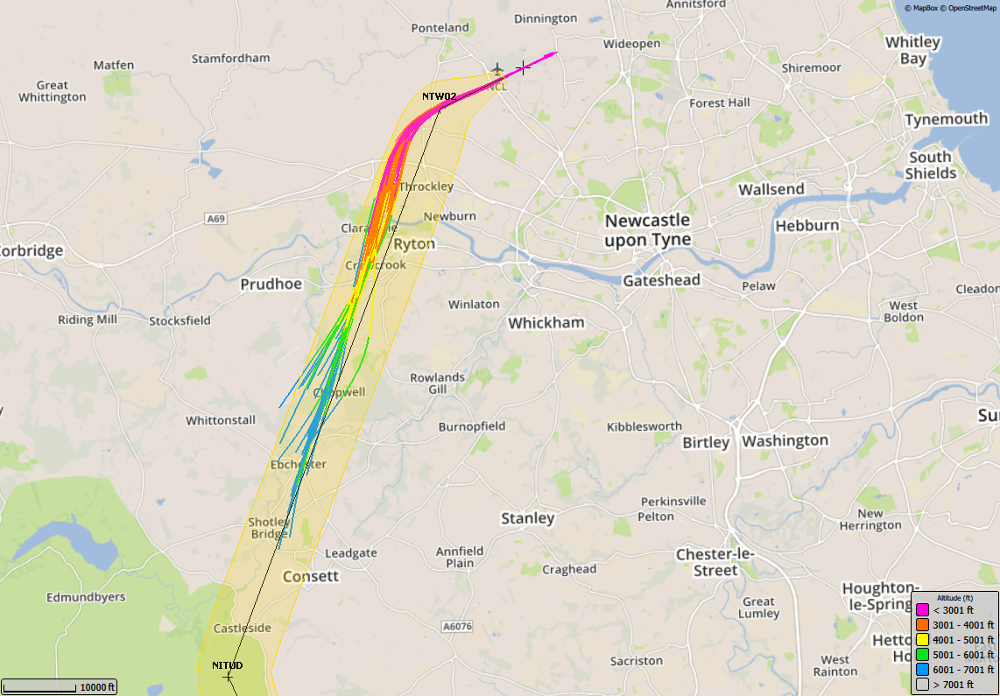 © MapBox © OpenStreetMap
Annitsford
Dinnington
Ponteland
Wideopen
Whitley
Bay
Stamfordham
Matfen
Shiremoor
Great
Whittington
NCL
NTW02
Forest Hall
Tynemouth
South
Shields
Throckley
Wallsend
A69
Newburn
Newcastle
upon Tyne
Hebburn
Ryton
Prudhoe
Gateshead
Pelaw
Winlaton
West
Boldon
Riding Mill
Stocksfield
Whickham
Rowlands
Gill
Chopwell
Whittonstall
Burnopfield
Kibblesworth
Birtley
Washington
Ebchester
Perkinsville
Pelton
Stanley
New
Herrington
Shotley
Bridge
Leadgate
Annfield
Plain
Chester-le-
Street
Craghead
Consett
Houghton-
le-Spring
Edmundbyers
Great
Lumley
Castleside
A6076
Sacriston
West
Rainton
NITUD
10000 ft
Altitude (ft)
< 3001 ft
3001 - 4001 ft
4001 - 5001 ft
5001 - 6001 ft
6001 - 7001 ft
> 7001 ft